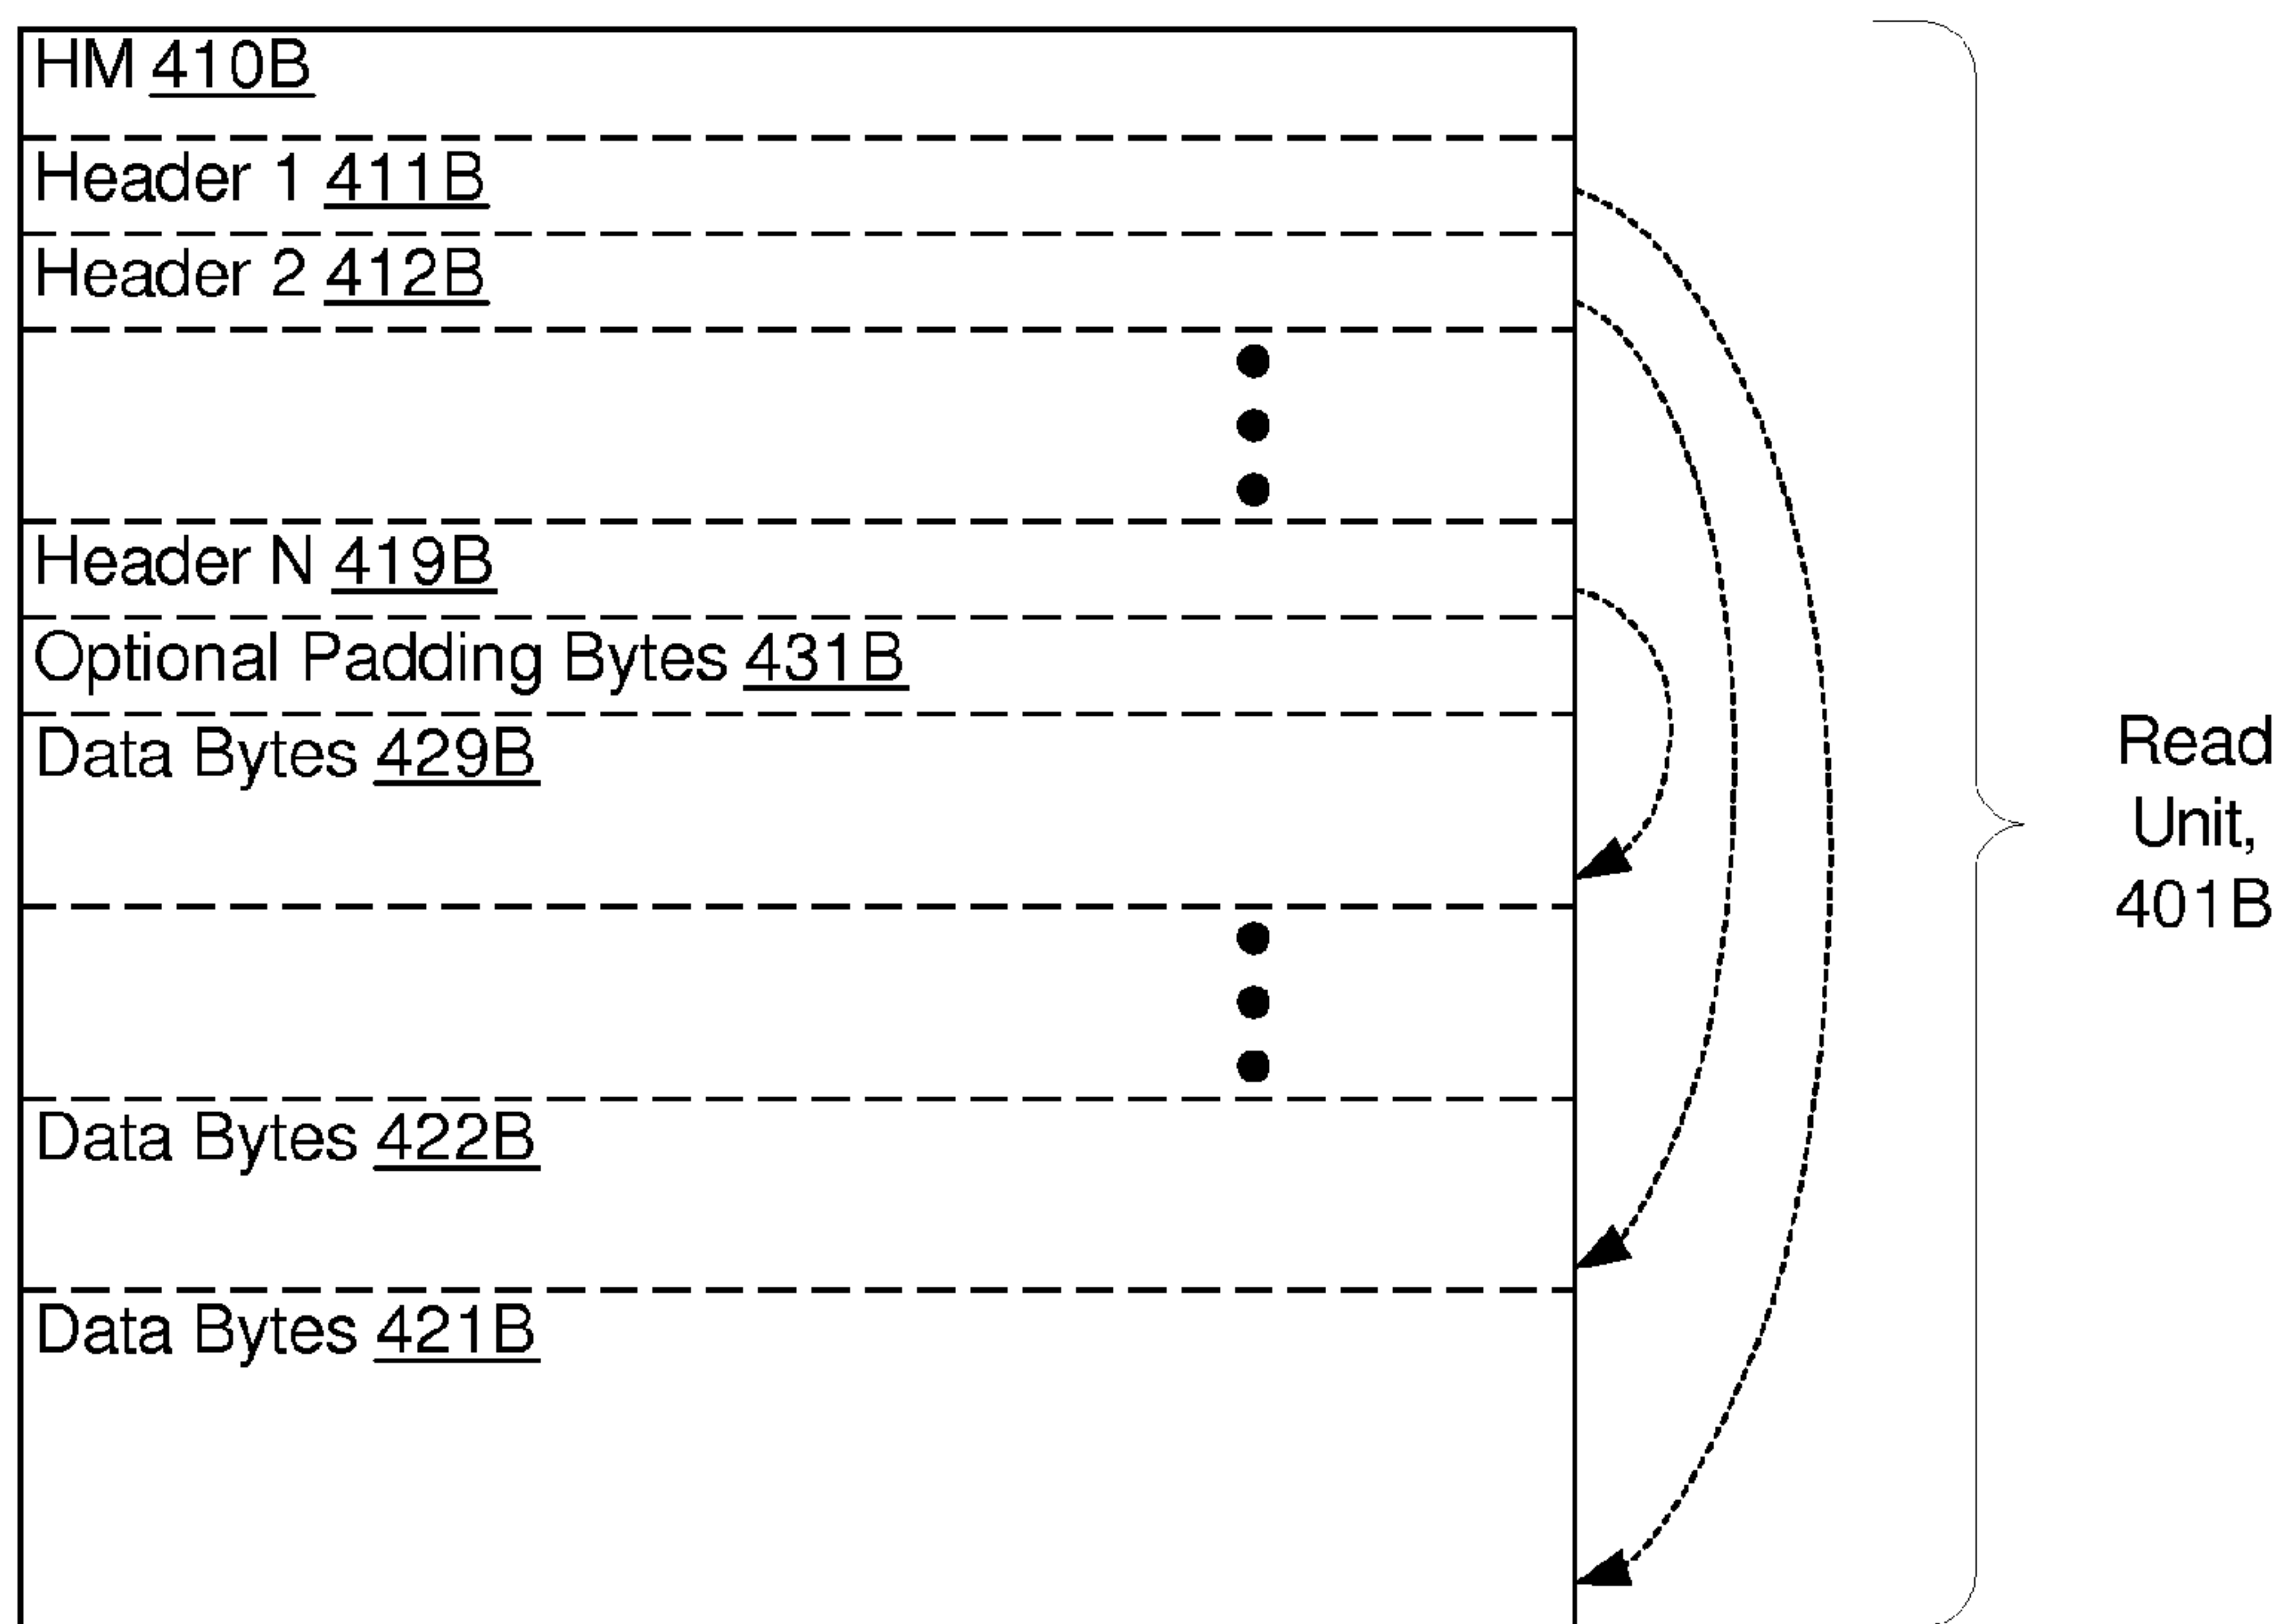 HM 410B
Header 1 411B
Header 2 412B
Header N 419B
Optional Padding Bytes 431B
Data Bytes 429B
Data Bytes 422B
Data Bytes 421B
Read
Unit,
401B